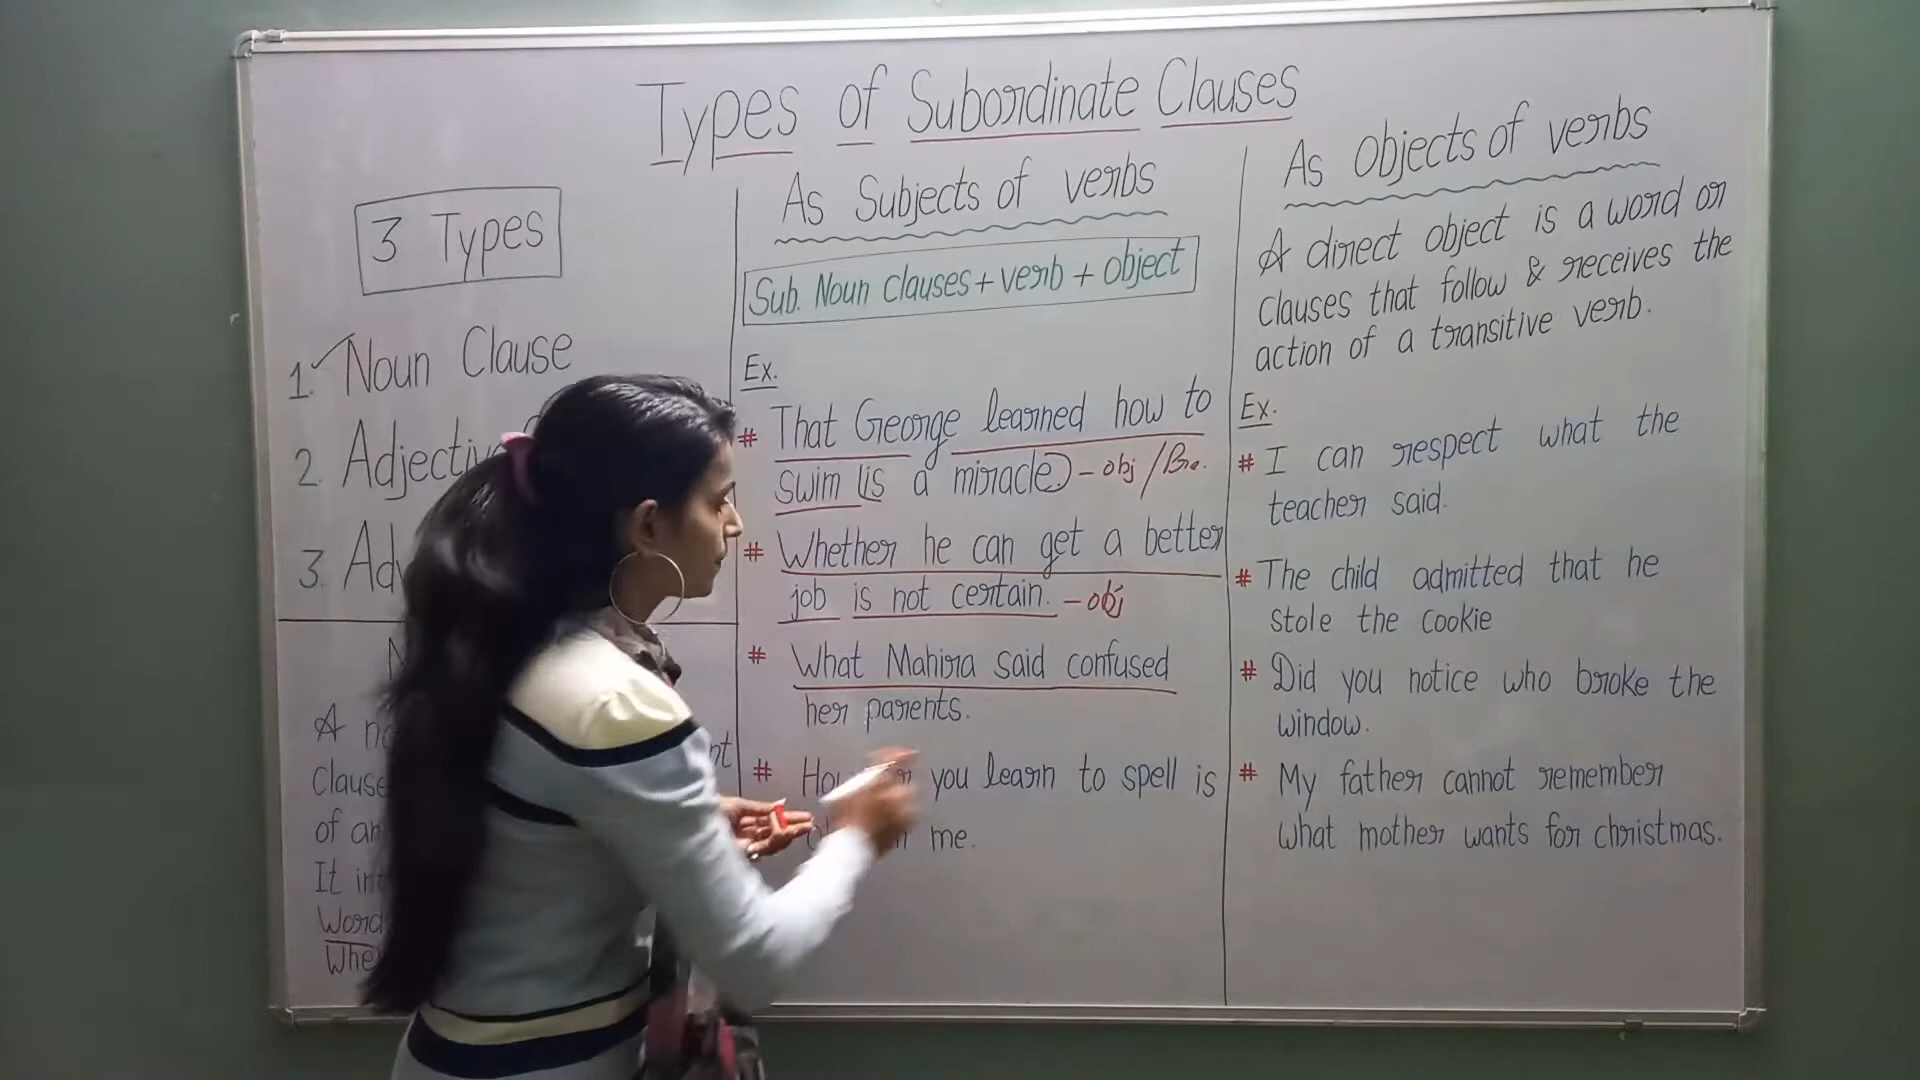 Types of Subordinate Clauses
3 Types
1. Noun Clause
2. Adjective
3.
A
Clause
of
It
Word
As Subjects of verbs
Sub. Noun Clauses + verb + object
Ex.
# That George learned how to
swim (is a miracle) - obj /
# Whether he can get a better
job is not certain. - obj
# What Mahira said confused
her parents.
# you learn to spell is
me.
As Objects of verbs
A direct object is a word or
Clauses that follow & receives the
action of a transitive verb.
Ex.
# I can respect what the
teacher said.
# The child admitted that he
stole the cookie
# Did you notice who broke the
window.
# My father cannot remember
what mother wants for christmas.